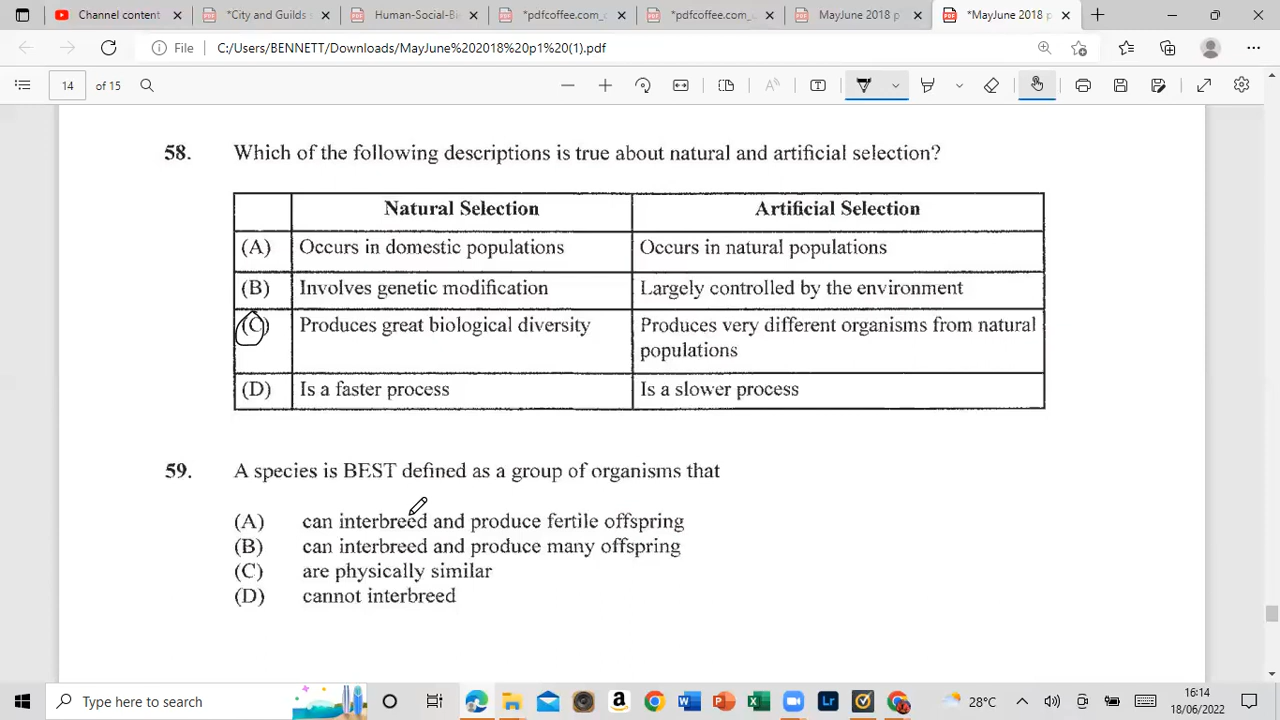 Channel content
*City and Guilds
Human-Social-B
*pdfcoffee.com_c
*pdfcoffee.com_
MayJune 2018 p
*MayJune 2018 p
File
C:/Users/BENNETT/Downloads/MayJune%202018%20p1%20(1).pdf
14 of 15
58. Which of the following descriptions is true about natural and artificial selection?
Natural Selection Artificial Selection
(A) Occurs in domestic populations Occurs in natural populations
(B) Involves genetic modification Largely controlled by the environment
(C) Produces great biological diversity Produces very different organisms from natural
populations
(D) Is a faster process Is a slower process
59. A species is BEST defined as a group of organisms that
(A) can interbreed and produce fertile offspring
(B) can interbreed and produce many offspring
(C) are physically similar
(D) cannot interbreed
Type here to search
28°C
16:14
18/06/2022